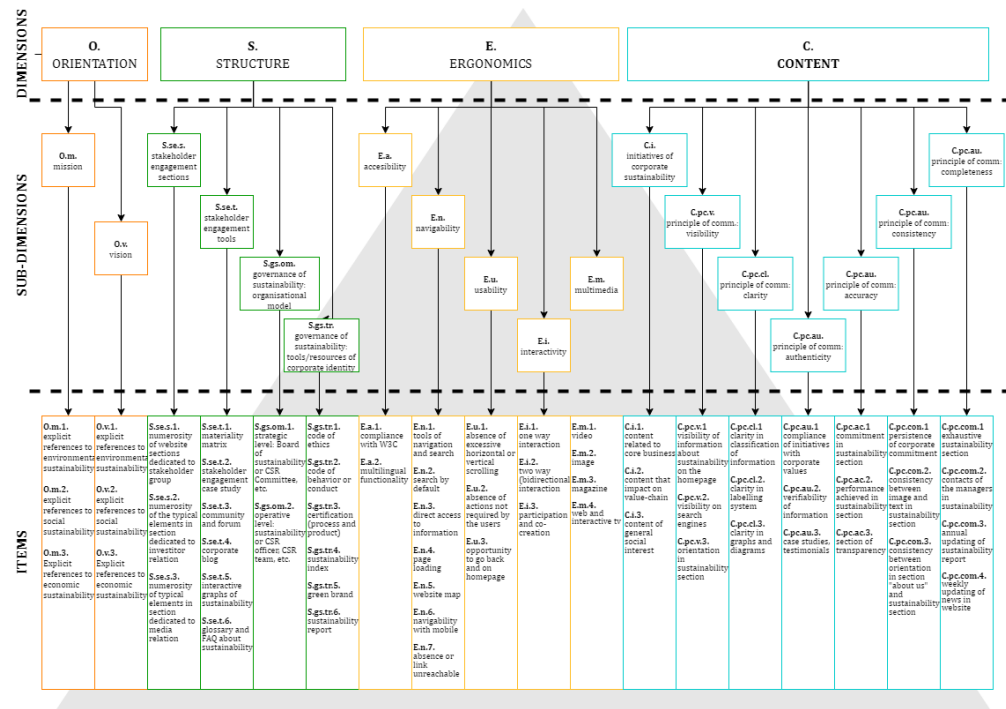 DIMENSIONS
O.
ORIENTATION
S.
STRUCTURE
E.
ERGONOMICS
C.
CONTENT
SUB-DIMENSIONS
O.m.
mission
O.v.
vision
S.se.s.
stakeholder
engagement
sections
S.se.t.
stakeholder
engagement
tools
S.gs.om.
governance of
sustainability:
organisational
model
S.gs.tr.
governance of
sustainability:
tools/resources of
corporate identity
E.a.
accesibility
E.n.
navigability
E.u.
usability
E.i.
interactivity
E.m.
multimedia
C.i.
initiatives of
corporate
sustainability
C.pc.v.
principle of comm.:
visibility
C.pc.cl.
principle of comm:
clarity
C.pc.au.
principle of comm:
authenticity
C.pc.au.
principle of comm:
accuracy
C.pc.au.
principle of comm:
consistency
C.pc.au.
principle of comm:
completeness
ITEMS
O.m.1.
explicit
references to
environmenta
sustainability
O.m.2.
explicit
references to
social
sustainability
O.m.3.
Explicit
references to
economic
sustainability
O.v.1.
explicit
references to
environmenta
sustainability
O.v.2.
explicit
references to
social
sustainability
O.v.3.
Explicit
references to
economic
sustainability
S.se.s.1.
numerosity
of website
sections
dedicated to
stakeholder
group
S.se.s.2.
numerosity
of the typical
elements in
section
dedicated to
investitor
relation
S.se.s.3.
numerosity
of typical
elements in
section
dedicated to
media
relation
S.se.t.1.
materiality
matrix
S.se.t.2.
stakeholder
engagement
case study
S.se.t.3.
community
and forum
S.se.t.4.
corporate
blog
S.se.t.5.
interactive
graphs of
sustainability
S.se.t.6.
glossary and
FAQ about
sustainability
S.gs.om.1.
strategic
level: Board
of
sustainability
or CSR
Committee,
etc.
S.gs.om.2.
operative
level:
sustainability
or CSR
officer, CSR
team, etc.
S.gs.tr.1.
code of
ethics
S.gs.tr.2.
code of
behavior or
conduct
S.gs.tr.3.
certification
(process and
product)
S.gs.tr.4.
sustainability
index
S.gs.tr.5.
green brand
S.gs.tr.6.
sustainability
report
E.a.1.
compliance
with W3C
E.a.2.
multilingual
functionality
E.n.1.
tools of
navigation
and search
E.n.2.
search by
default
E.n.3.
direct access
to
information
E.n.4.
page
loading
E.n.5.
website map
E.n.6.
navigability
with mobile
E.n.7.
absence or
link
unreachable
E.u.1.
absence of
excessive
horizontal or
vertical
scrolling
E.u.2.
absence of
actions not
required by
the users
E.u.3.
opportunity
to go back
and on
homepage
E.i.1.
one way
interaction
E.i.2.
two way
(bidirectional
interaction
E.i.3.
participation
and co-
creation
E.m.1.
video
E.m.2.
image
E.m.3.
magazine
E.m.4.
web and
interactive tv
C.i.1.
content
related to
core business
C.i.2.
content that
impact on
value-chain
C.i.3.
content of
general
social
interest
C.pc.v.1.
visibility of
information
about
sustainability
on the
homepage
C.pc.v.2.
visibility on
search
engines
C.pc.v.3.
orientation
in
sustainability
section
C.pc.cl.1
clarity in
classification
of
information
C.pc.cl.2.
clarity in
labelling
system
C.pc.cl.3.
clarity in
graphs and
diagrams
C.pc.au.1
compliance
of initiatives
with
corporate
values
C.pc.au.2.
verifiability
of
information
C.pc.au.3.
case studies,
testimonials
C.pc.ac.1
commitment
in
sustainability
section
C.pc.ac.2.
performance
achieved in
sustainability
section
C.pc.ac.3.
section of
transparency
C.pc.con.1
persistence
of corporate
commitment
C.pc.con.2.
consistency
between
image and
text in
sustainability
section
C.pc.con.3.
consistency
between
orientation
in section
"about us"
and
sustainability
section
C.pc.com.1
exhaustive
sustainability
section
C.pc.com.2.
contacts of
the managers
in
sustainability
C.pc.com.3.
annual
updating of
sustainability
report
C.pc.com.4.
weekly
updating of
news in
website